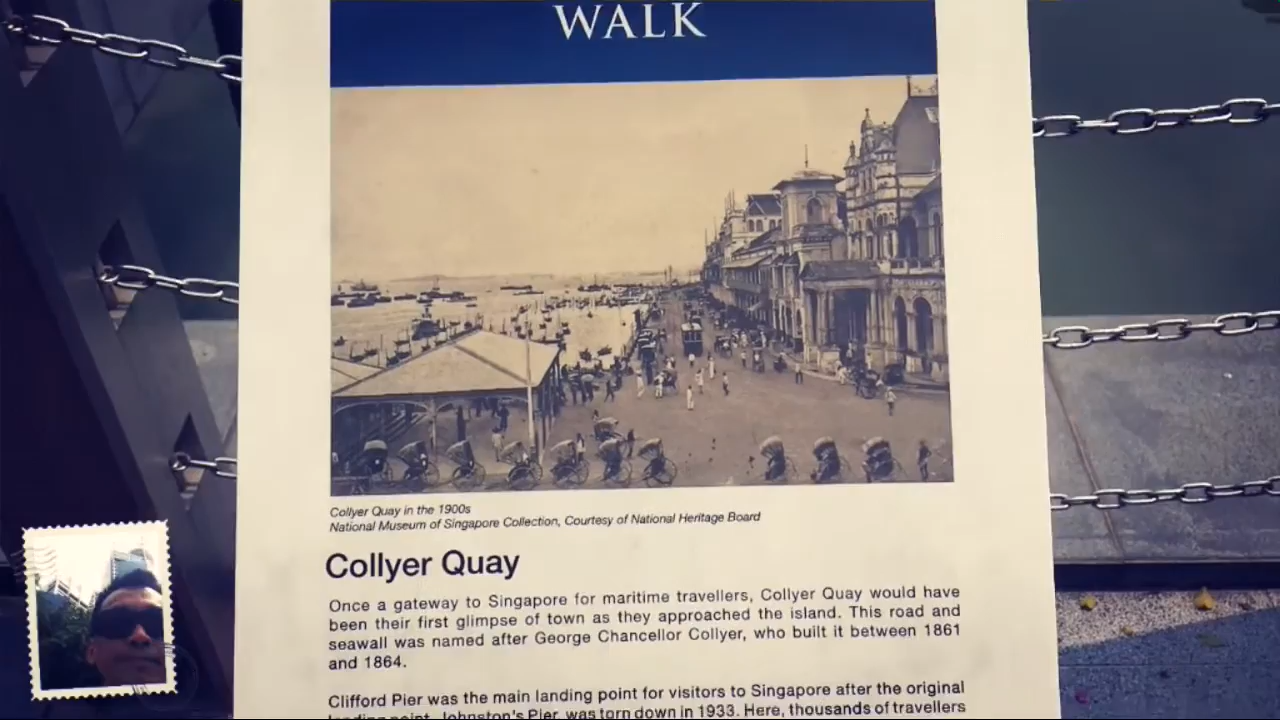 WALK
Collyer Quay in the 1900s
National Museum of Singapore Collection, Courtesy of National Heritage Board
Collyer Quay
Once a gateway to Singapore for maritime travellers, Collyer Quay would have
been their first glimpse of town as they approached the island. This road and
seawall was named after George Chancellor Collyer, who built it between 1861
and 1864.
Clifford Pier was the main landing point for visitors to Singapore after the original
landing point, Johnston's Pier, was torn down in 1933. Here, thousands of travellers